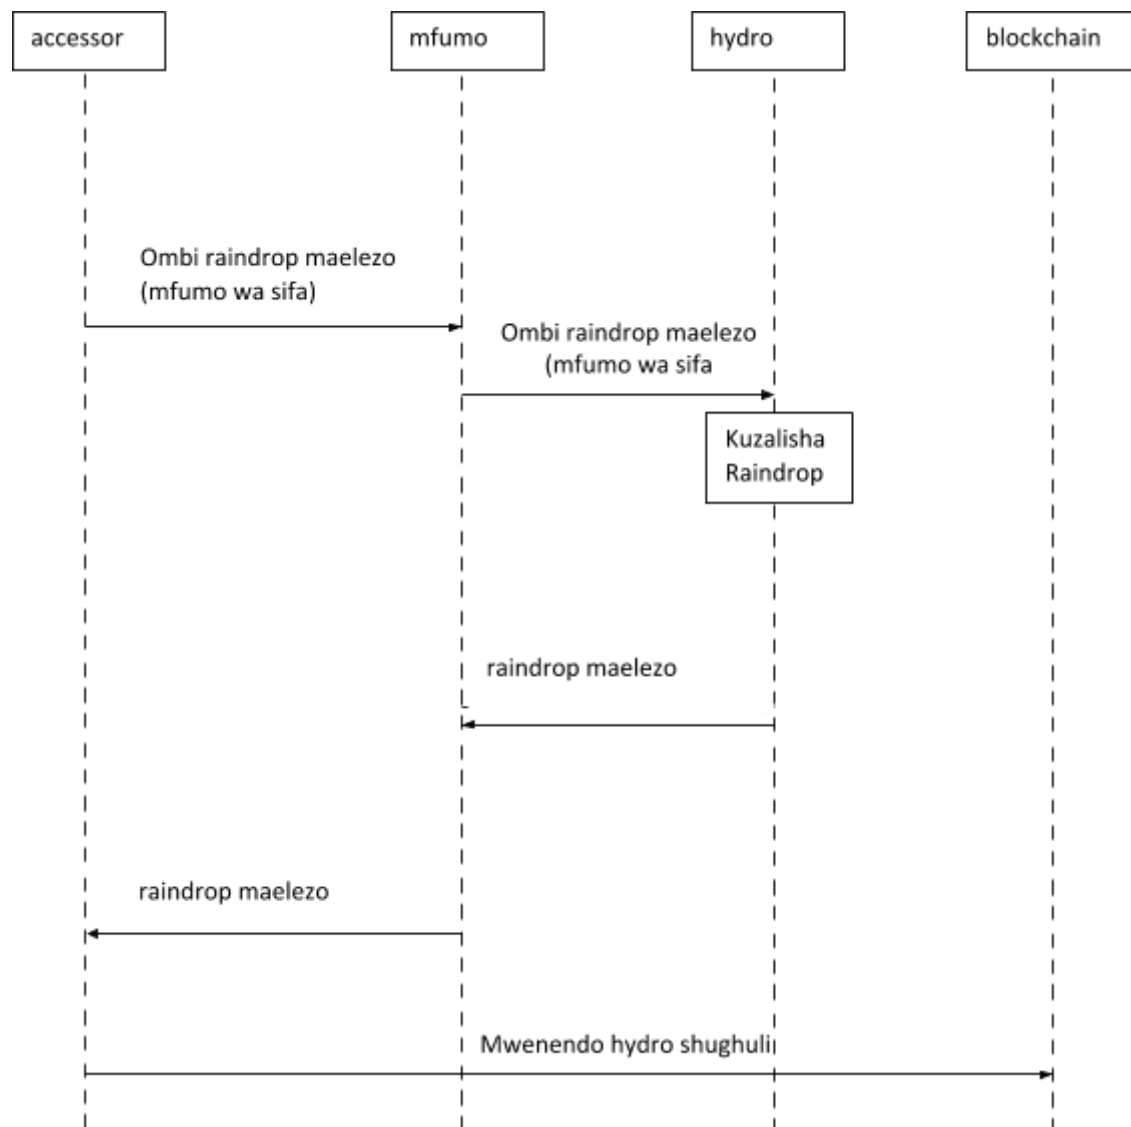 accessor
mfumo
hydro
blockchain
Ombi raindrop maelezo
(mfumo wa sifa)
Ombi raindrop maelezo
(mfumo wa sifa
Kuzalisha
Raindrop
raindrop maelezo
raindrop maelezo
Mwenendo hydro shughuli